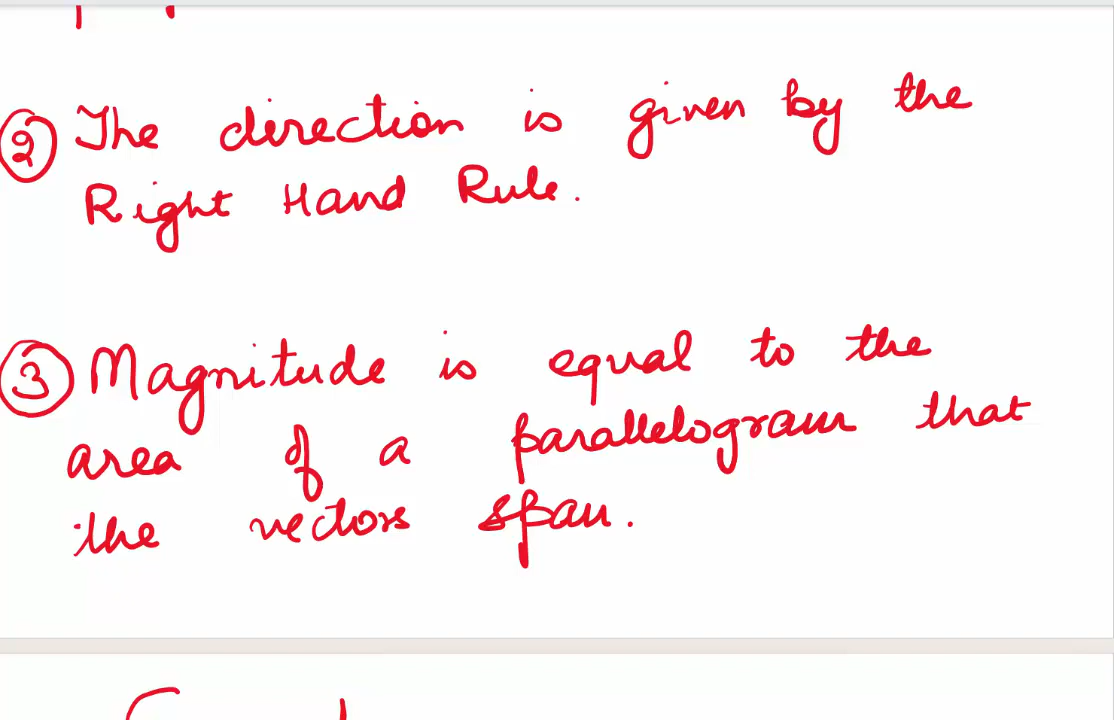 ② The direction is given by the
Right Hand Rule.
③ Magnitude is equal to the
area of a parallelogram that
the vectors span.